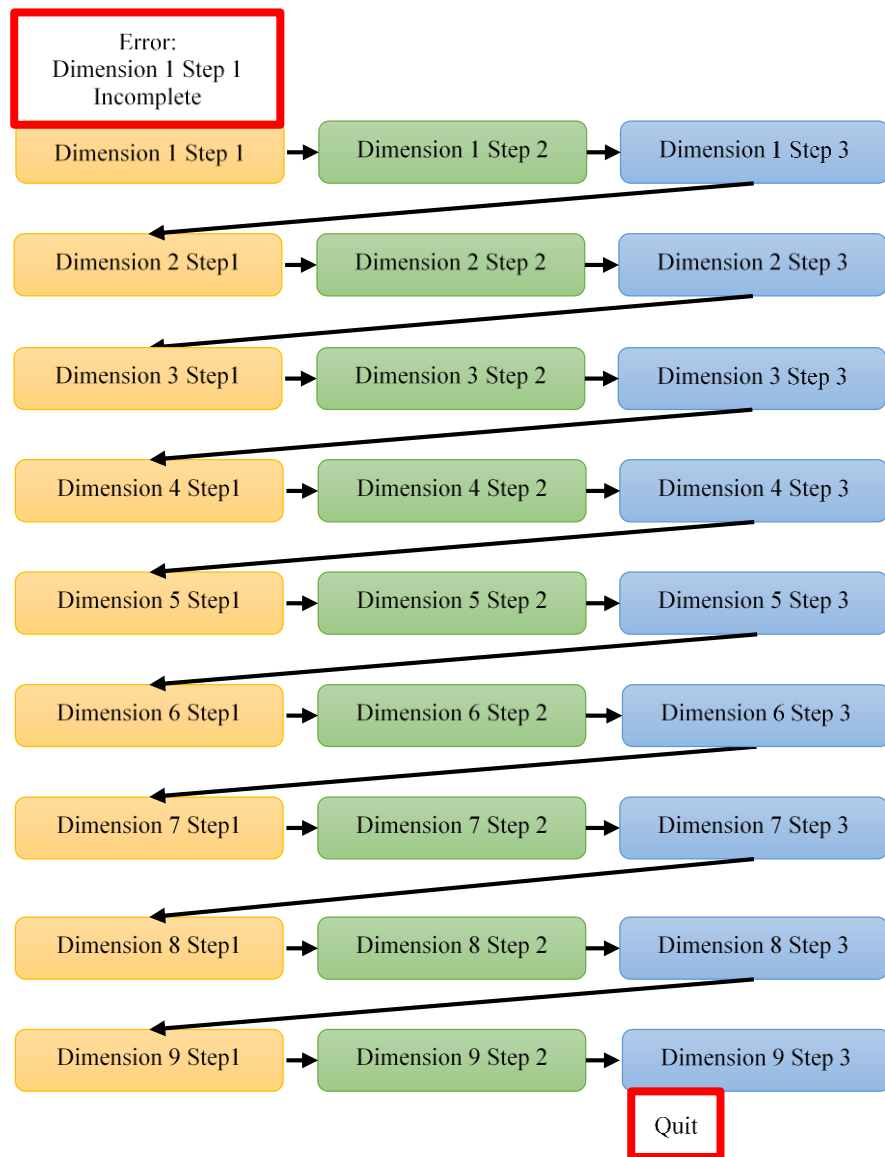 Error:
Dimension 1 Step 1
Incomplete
Dimension 1 Step 1
Dimension 1 Step 2
Dimension 1 Step 3
Dimension 2 Step1
Dimension 2 Step 2
Dimension 2 Step 3
Dimension 3 Step1
Dimension 3 Step 2
Dimension 3 Step 3
Dimension 4 Step1
Dimension 4 Step 2
Dimension 4 Step 3
Dimension 5 Step1
Dimension 5 Step 2
Dimension 5 Step 3
Dimension 6 Step1
Dimension 6 Step 2
Dimension 6 Step 3
Dimension 7 Step1
Dimension 7 Step 2
Dimension 7 Step 3
Dimension 8 Step1
Dimension 8 Step 2
Dimension 8 Step 3
Dimension 9 Step1
Dimension 9 Step 2
Dimension 9 Step 3
Quit